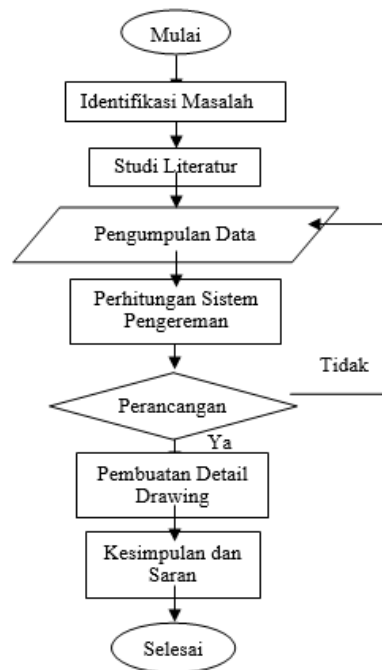 Mulai
Identifikasi Masalah
Studi Literatur
Pengumpulan Data
Perhitungan Sistem
Pengereman
Tidak
Perancangan
Ya
Pembuatan Detail
Drawing
Kesimpulan dan
Saran
Selesai